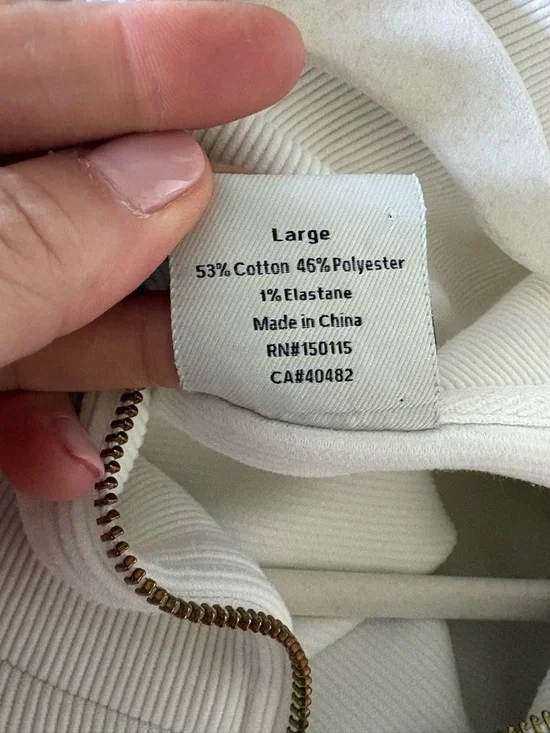 Large
53% Cotton 46% Polyester
1% Elastane
Made in China
RN#150115
CA#40482